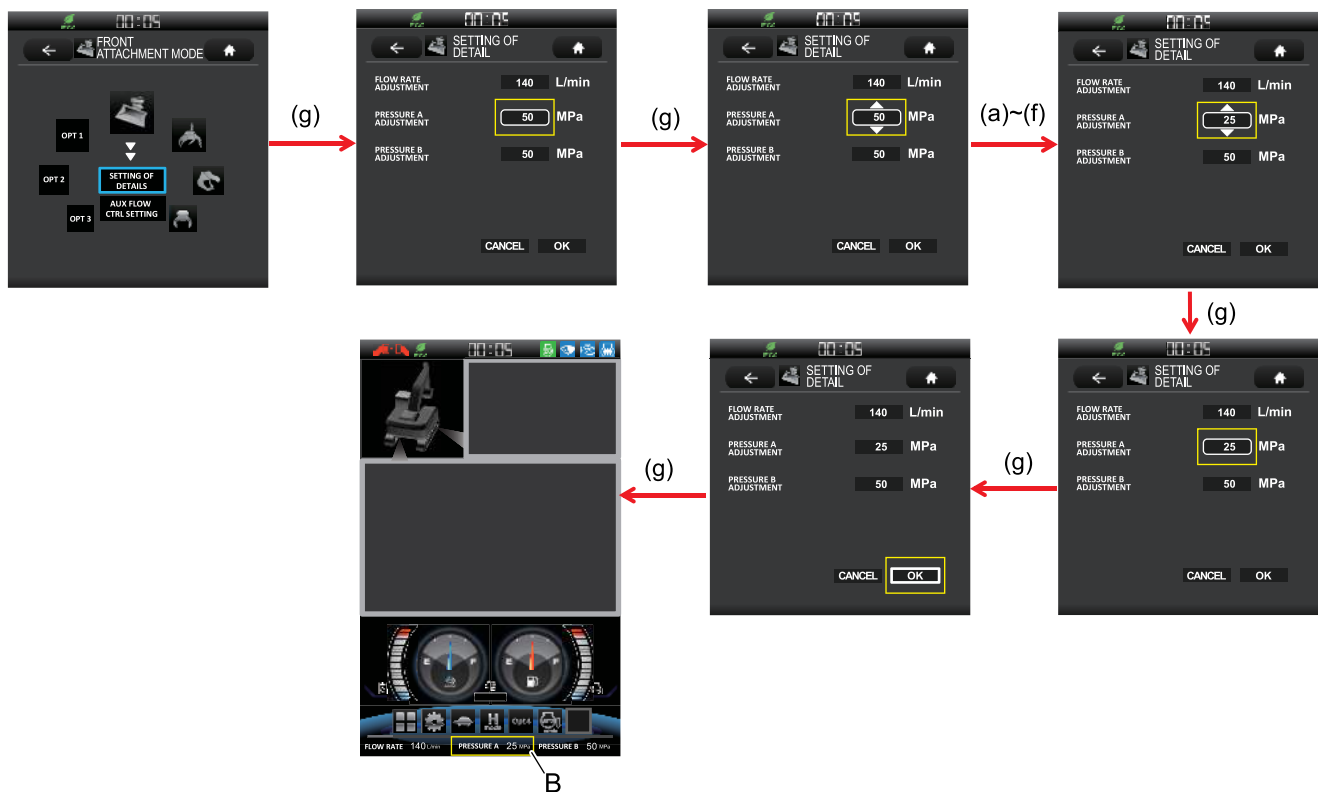 00:05
FRONT
ATTACHMENT MODE
OPT 1
OPT 2
SETTING OF
DETAILS
AUX FLOW
CTRL SETTING
OPT 3
(g)
00:05
SETTING OF
DETAIL
FLOW RATE
ADJUSTMENT
140 L/min
PRESSURE A
ADJUSTMENT
50 MPa
PRESSURE B
ADJUSTMENT
50 MPa
CANCEL OK
(g)
00:05
SETTING OF
DETAIL
FLOW RATE
ADJUSTMENT
140 L/min
PRESSURE A
ADJUSTMENT
50 MPa
PRESSURE B
ADJUSTMENT
50 MPa
CANCEL OK
(a)~(f)
00:05
SETTING OF
DETAIL
FLOW RATE
ADJUSTMENT
140 L/min
PRESSURE A
ADJUSTMENT
25 MPa
PRESSURE B
ADJUSTMENT
50 MPa
CANCEL OK
(g)
00:05
SETTING OF
DETAIL
FLOW RATE
ADJUSTMENT
140 L/min
PRESSURE A
ADJUSTMENT
25 MPa
PRESSURE B
ADJUSTMENT
50 MPa
CANCEL OK
(g)
00:05
SETTING OF
DETAIL
FLOW RATE
ADJUSTMENT
140 L/min
PRESSURE A
ADJUSTMENT
25 MPa
PRESSURE B
ADJUSTMENT
50 MPa
CANCEL OK
(g)
00:05
E F E F
H
Opt4
FLOW RATE 140 L/min PRESSURE A 25 MPa PRESSURE B 50 MPa
B